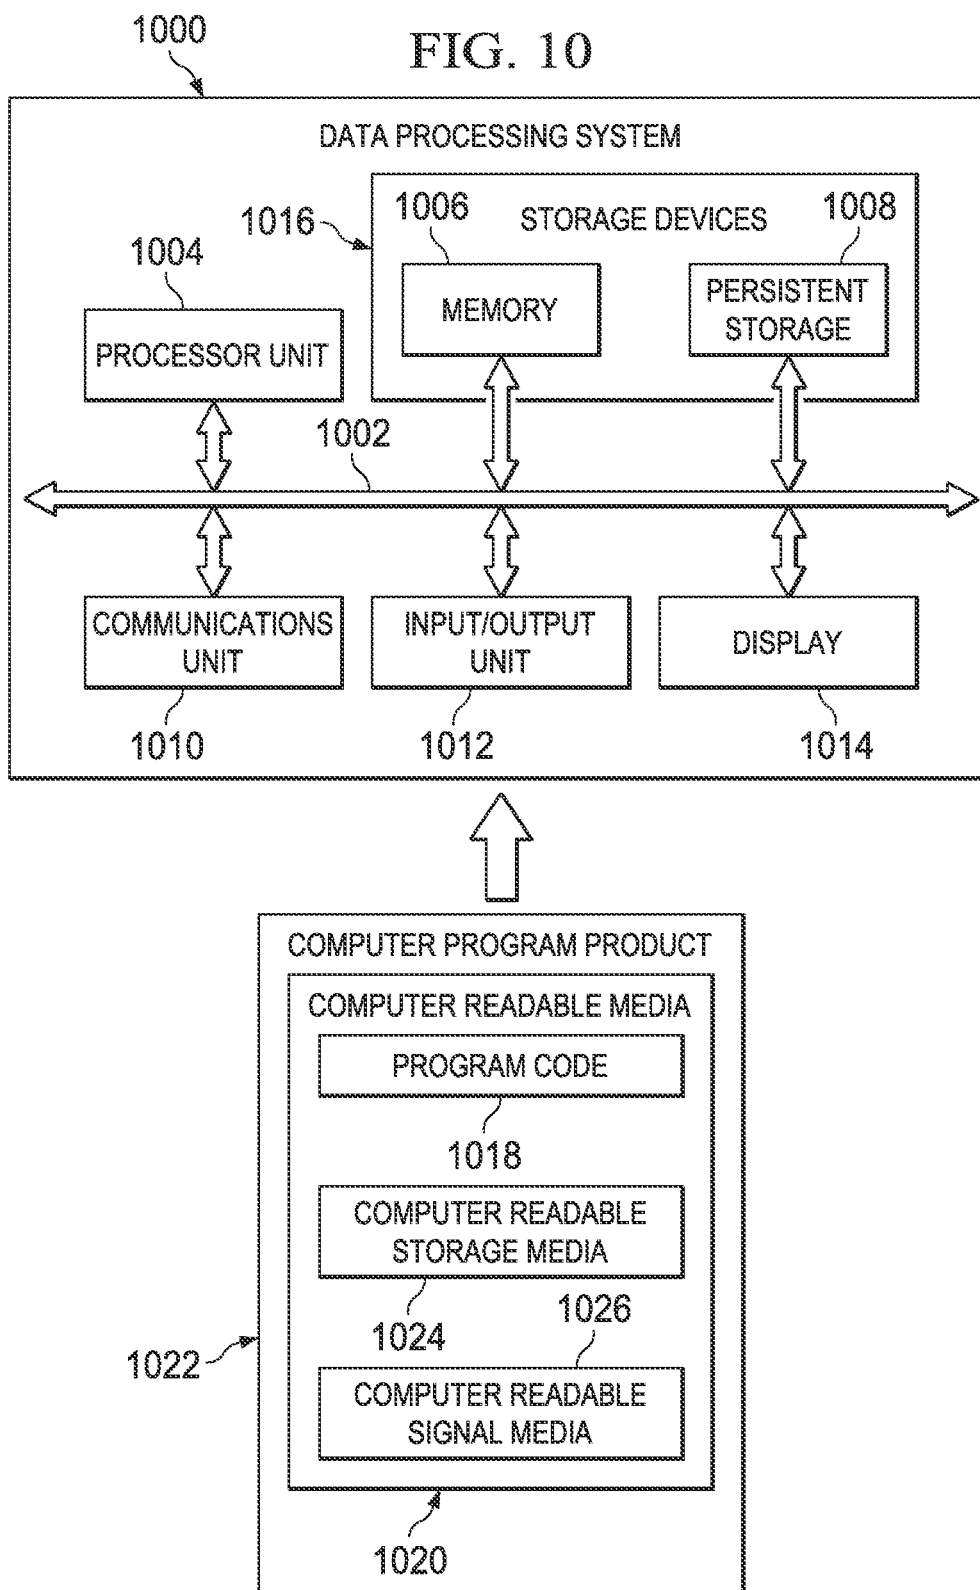 1000
FIG. 10
DATA PROCESSING SYSTEM
1016
1006
STORAGE DEVICES
1008
1004
MEMORY
PERSISTENT
STORAGE
PROCESSOR UNIT
1002
COMMUNICATIONS
UNIT
INPUT/OUTPUT
UNIT
DISPLAY
1010
1012
1014
COMPUTER PROGRAM PRODUCT
COMPUTER READABLE MEDIA
PROGRAM CODE
1018
COMPUTER READABLE
STORAGE MEDIA
1024
1026
1022
COMPUTER READABLE
SIGNAL MEDIA
1020